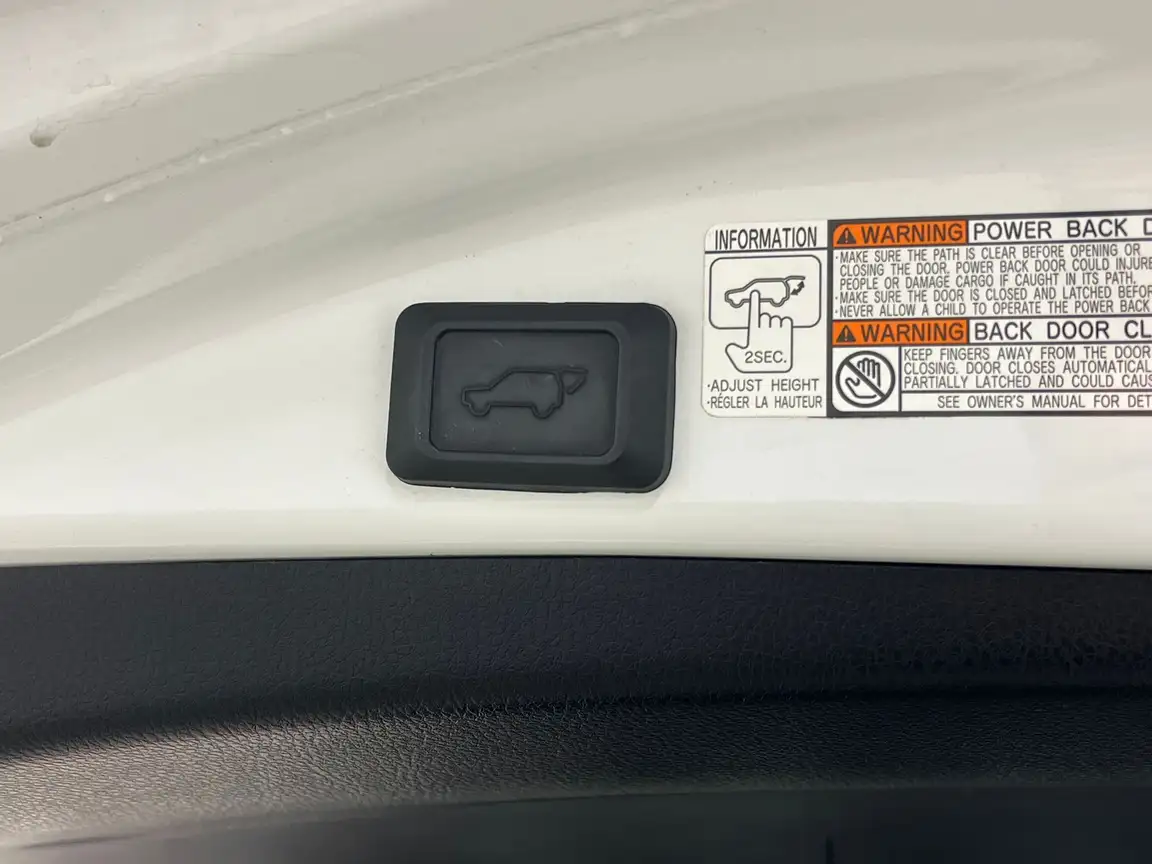 INFORMATION
2SEC.
·ADJUST HEIGHT
·RÉGLER LA HAUTEUR
WARNING POWER BACK
·MAKE SURE THE PATH IS CLEAR BEFORE OPENING OR
CLOSING THE DOOR. POWER BACK DOOR COULD INJURE
PEOPLE OR DAMAGE CARGO IF CAUGHT IN ITS PATH.
·MAKE SURE THE DOOR IS CLOSED AND LATCHED
·NEVER ALLOW A CHILD TO OPERATE THE POWER BACK
WARNING BACK DOOR
KEEP FINGERS AWAY FROM THE DOOR
CLOSING. DOOR CLOSES
PARTIALLY LATCHED AND COULD
SEE OWNER'S MANUAL FOR